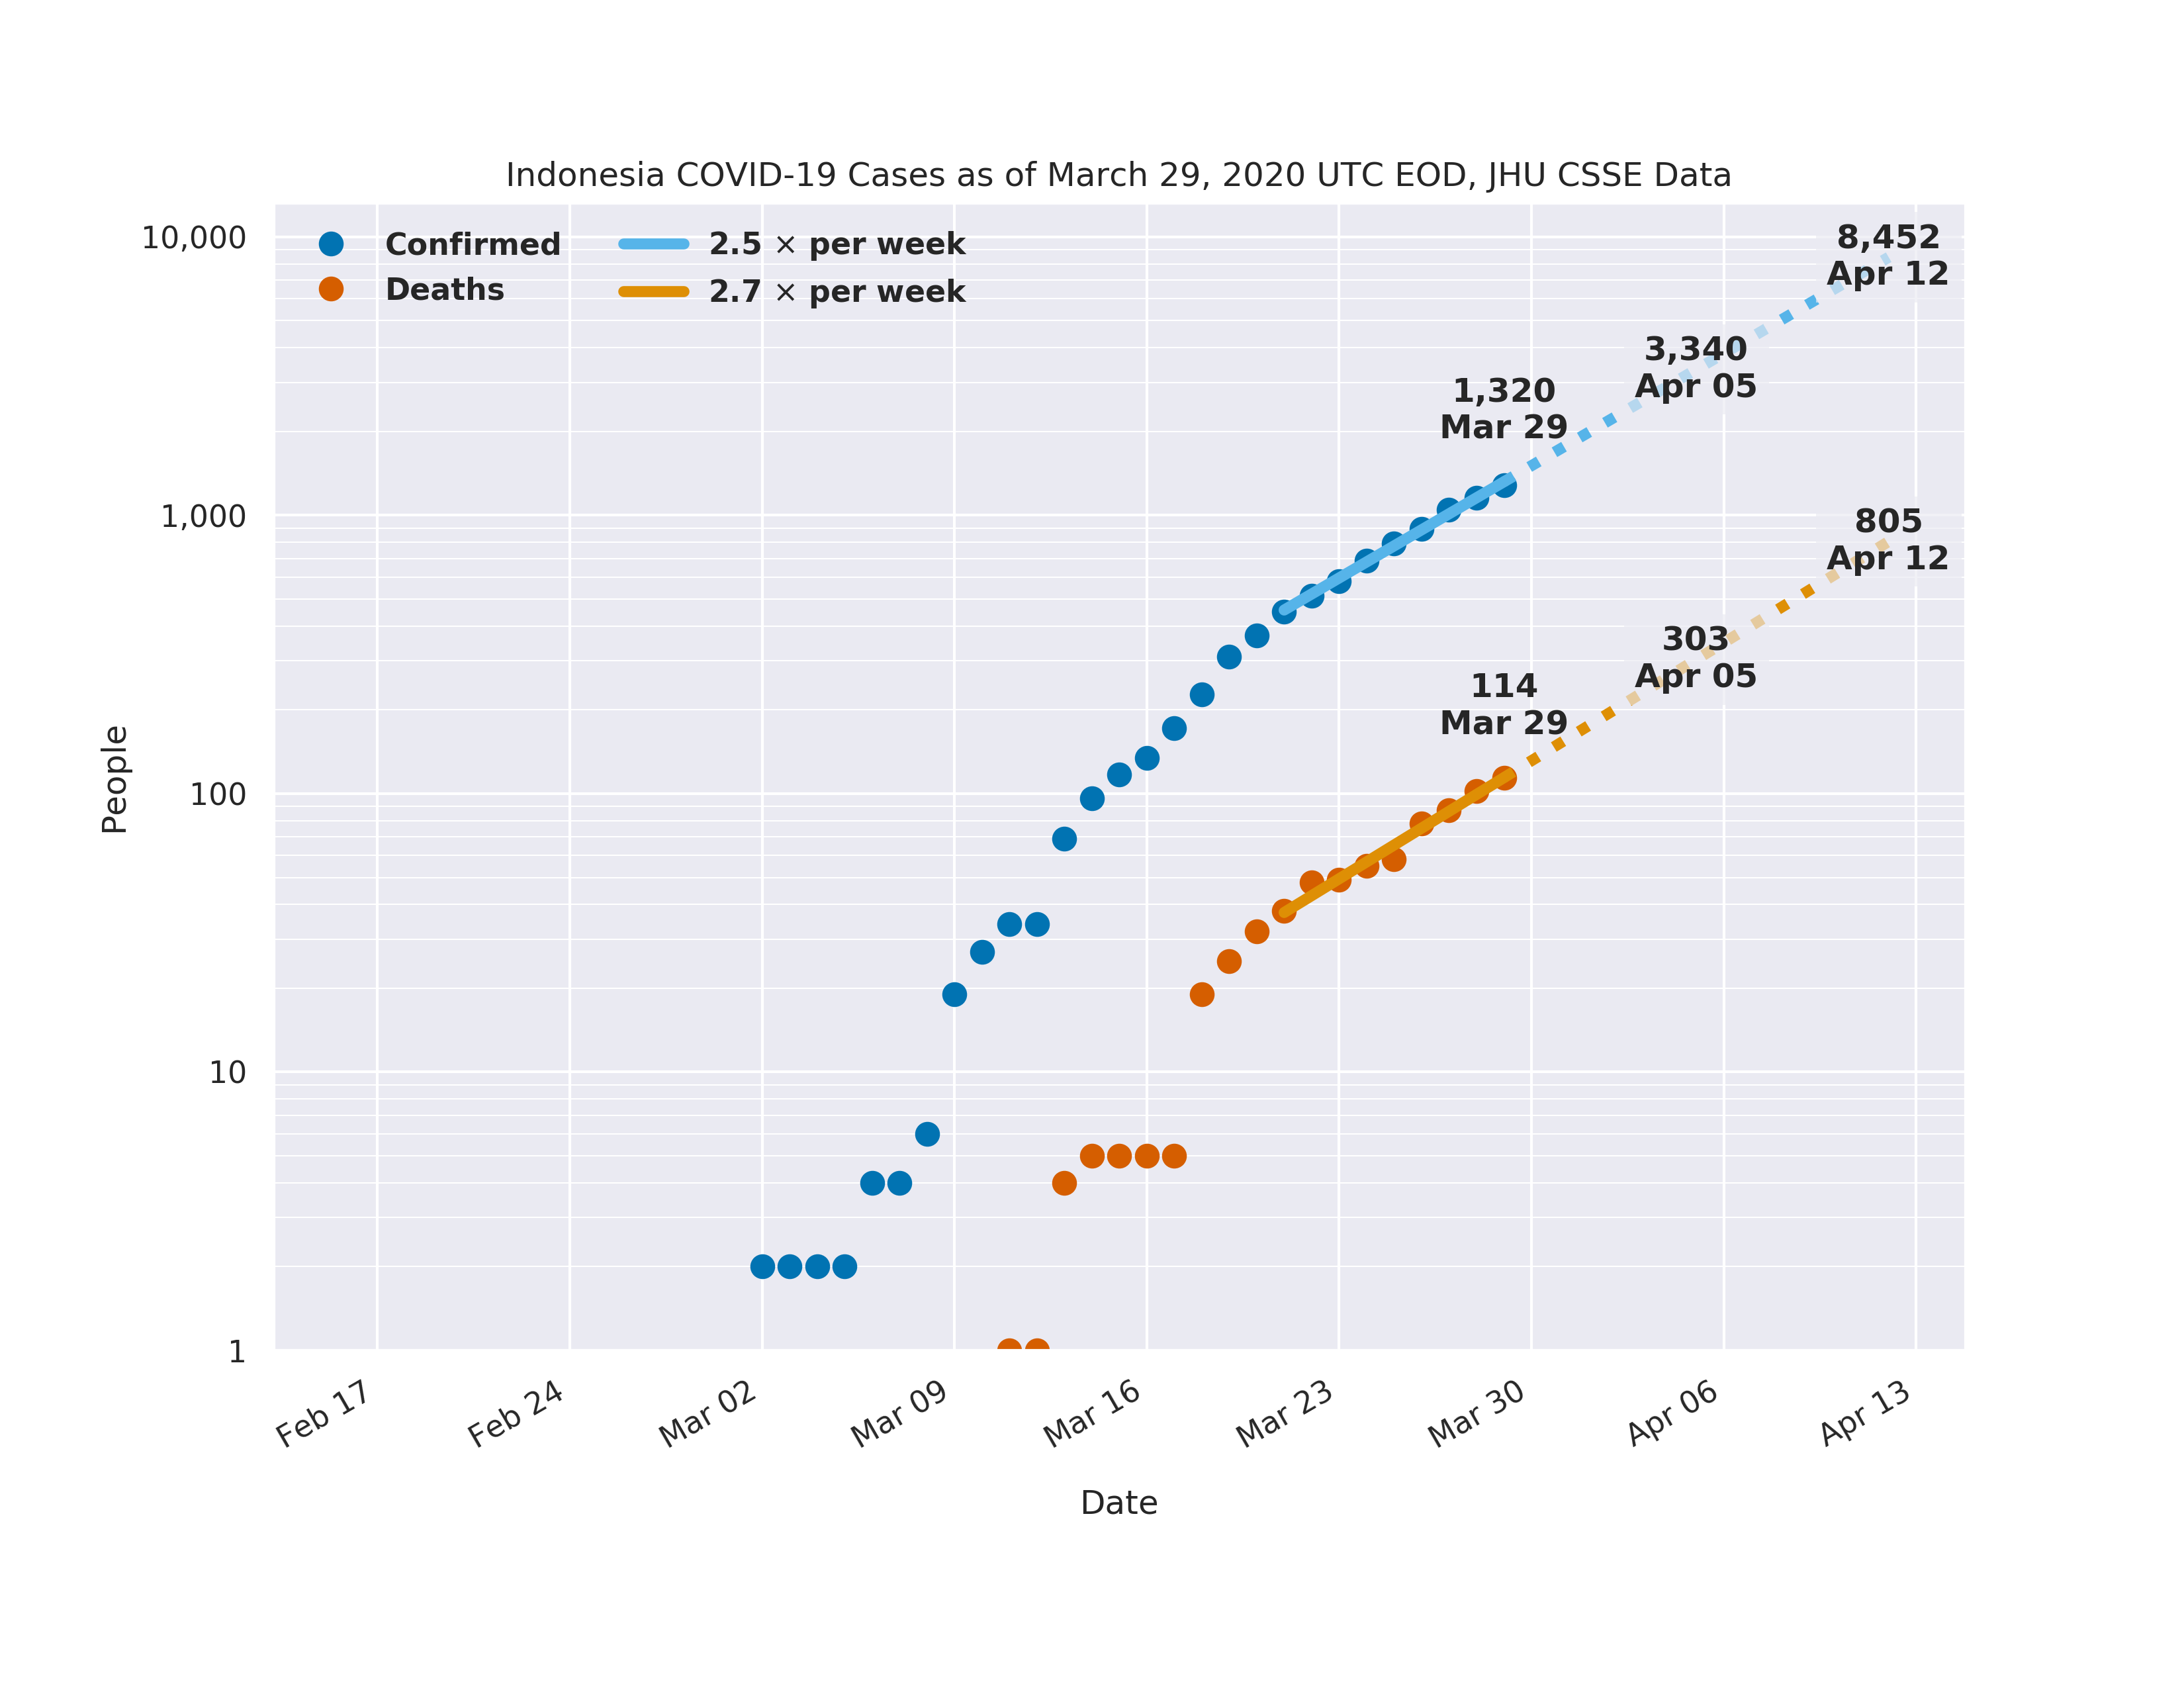 Indonesia COVID-19 Cases as of March 29, 2020 UTC EOD, JHU CSSE Data
Confirmed
Deaths
2.5 × per week
2.7 × per week
8,452
Apr 12
3,340
Apr 05
1,320
Mar 29
805
Apr 12
303
Apr 05
114
Mar 29
10,000
1,000
100
10
1
People
Feb 17
Feb 24
Mar 02
Mar 09
Mar 16
Mar 23
Mar 30
Apr 06
Apr 13
Date